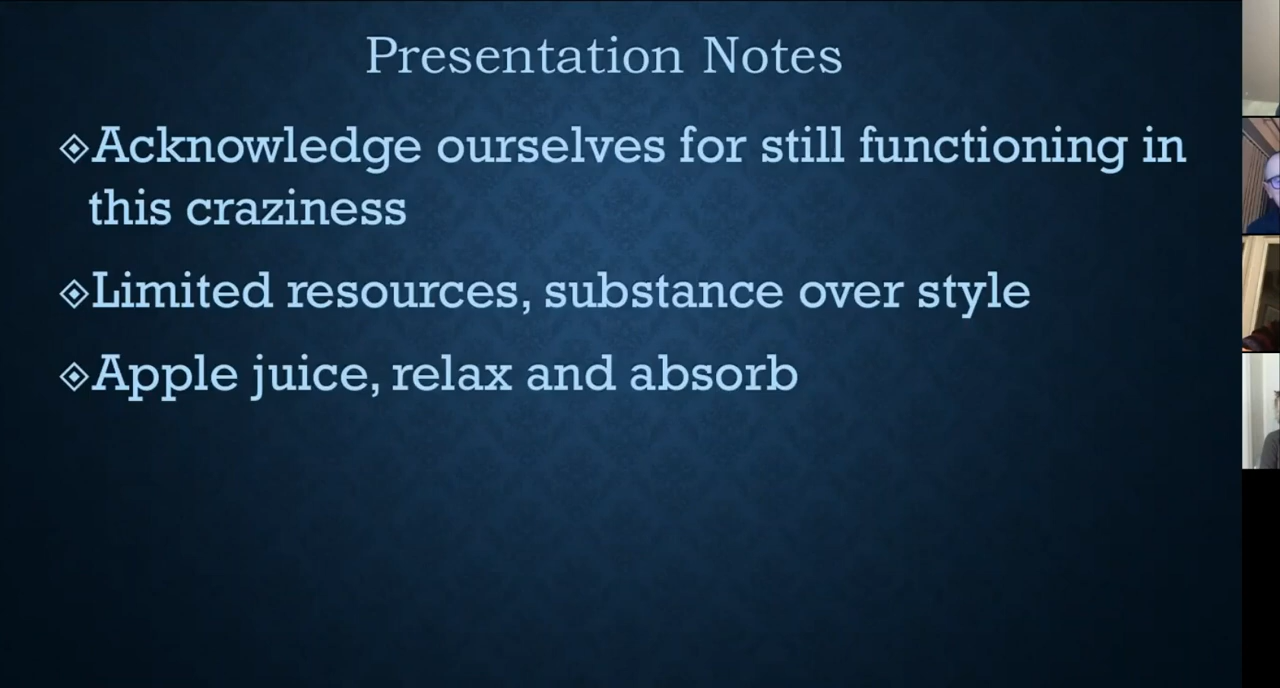 Presentation Notes
Acknowledge ourselves for still functioning in
this craziness
Limited resources, substance over style
Apple juice, relax and absorb